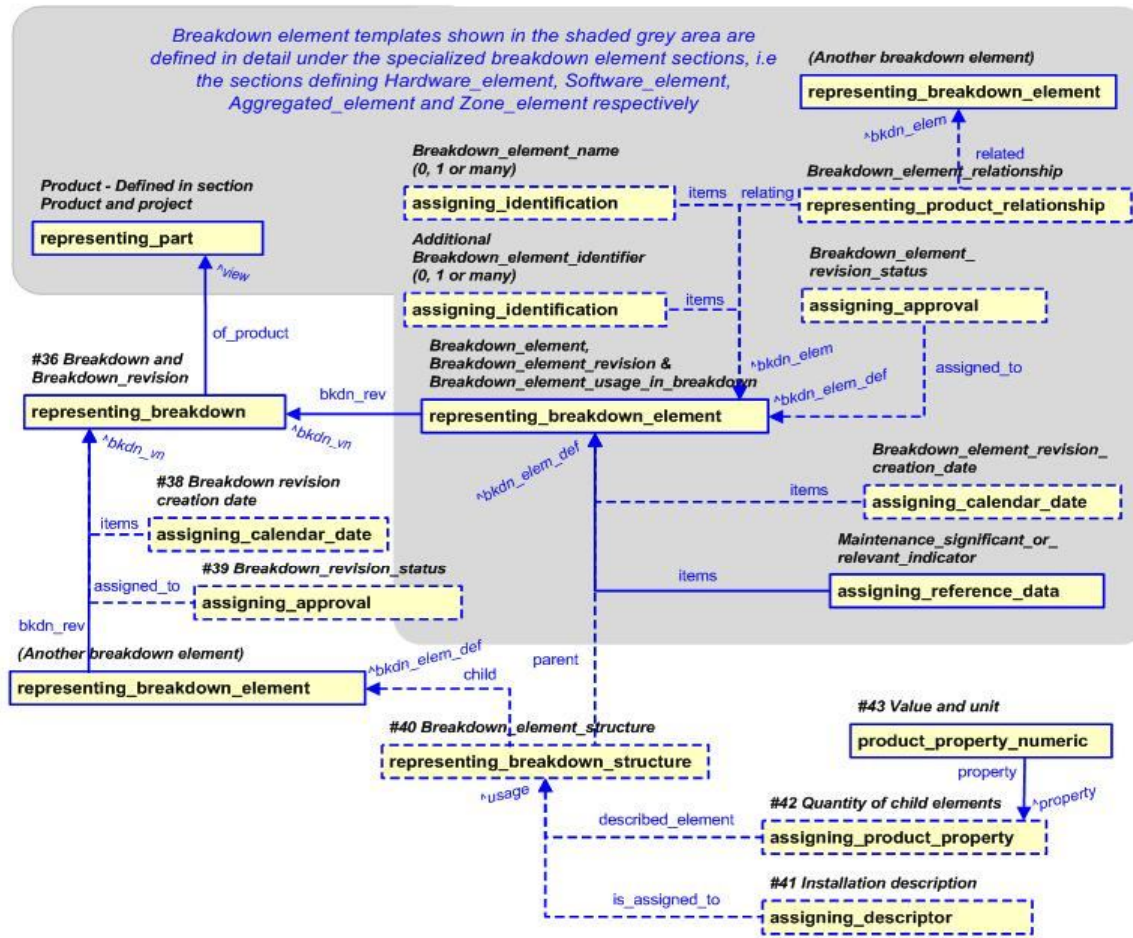 Breakdown element templates shown in the shaded grey area are
defined in detail under the specialized breakdown element sections, i.e
the sections defining Hardware_element, Software_element,
Aggregated_element and Zone_element respectively
(Another breakdown element)
representing_breakdown_element
^bkdn_elem
related
Breakdown_element_name
(0, 1 or many)
assigning_identification
items
relating
Breakdown_element_relationship
representing_product_relationship
Product - Defined in section
Product and project
representing_part
^view
of_product
Additional
Breakdown_element_identifier
(0, 1 or many)
assigning_identification
items
Breakdown_element_
revision_status
assigning_approval
assigned_to
#36 Breakdown and
Breakdown_revision
representing_breakdown
^bkdn_vn
bkdn_rev
^bkdn_vn
Breakdown_element,
Breakdown_element_revision &
Breakdown_element_usage_in_breakdown
representing_breakdown_element
^bkdn_elem
^bkdn_elem_def
^bkdn_elem_def
Breakdown_element_revision_
creation_date
items
assigning_calendar_date
Maintenance_significant_or_
relevant_indicator
items
assigning_reference_data
#38 Breakdown revision
creation date
items
assigning_calendar_date
#39 Breakdown_revision_status
assigned_to
assigning_approval
bkdn_rev
(Another breakdown element)
representing_breakdown_element
^bkdn_elem_def
child
parent
#40 Breakdown_element_structure
representing_breakdown_structure
^usage
#43 Value and unit
product_property_numeric
property
^property
#42 Quantity of child elements
described_element
assigning_product_property
#41 Installation description
is_assigned_to
assigning_descriptor